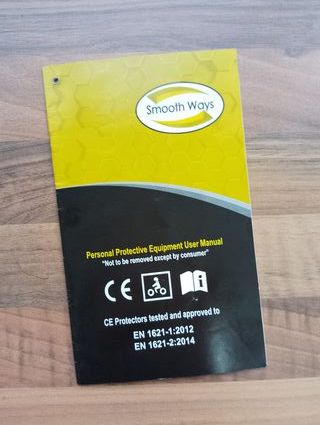 Smooth Ways
Personal Protective Equipment User Manual
"Not to be removed except by consumer"
CE
i
CE Protectors tested and approved to
EN 1621-1:2012
EN 1621-2:2014